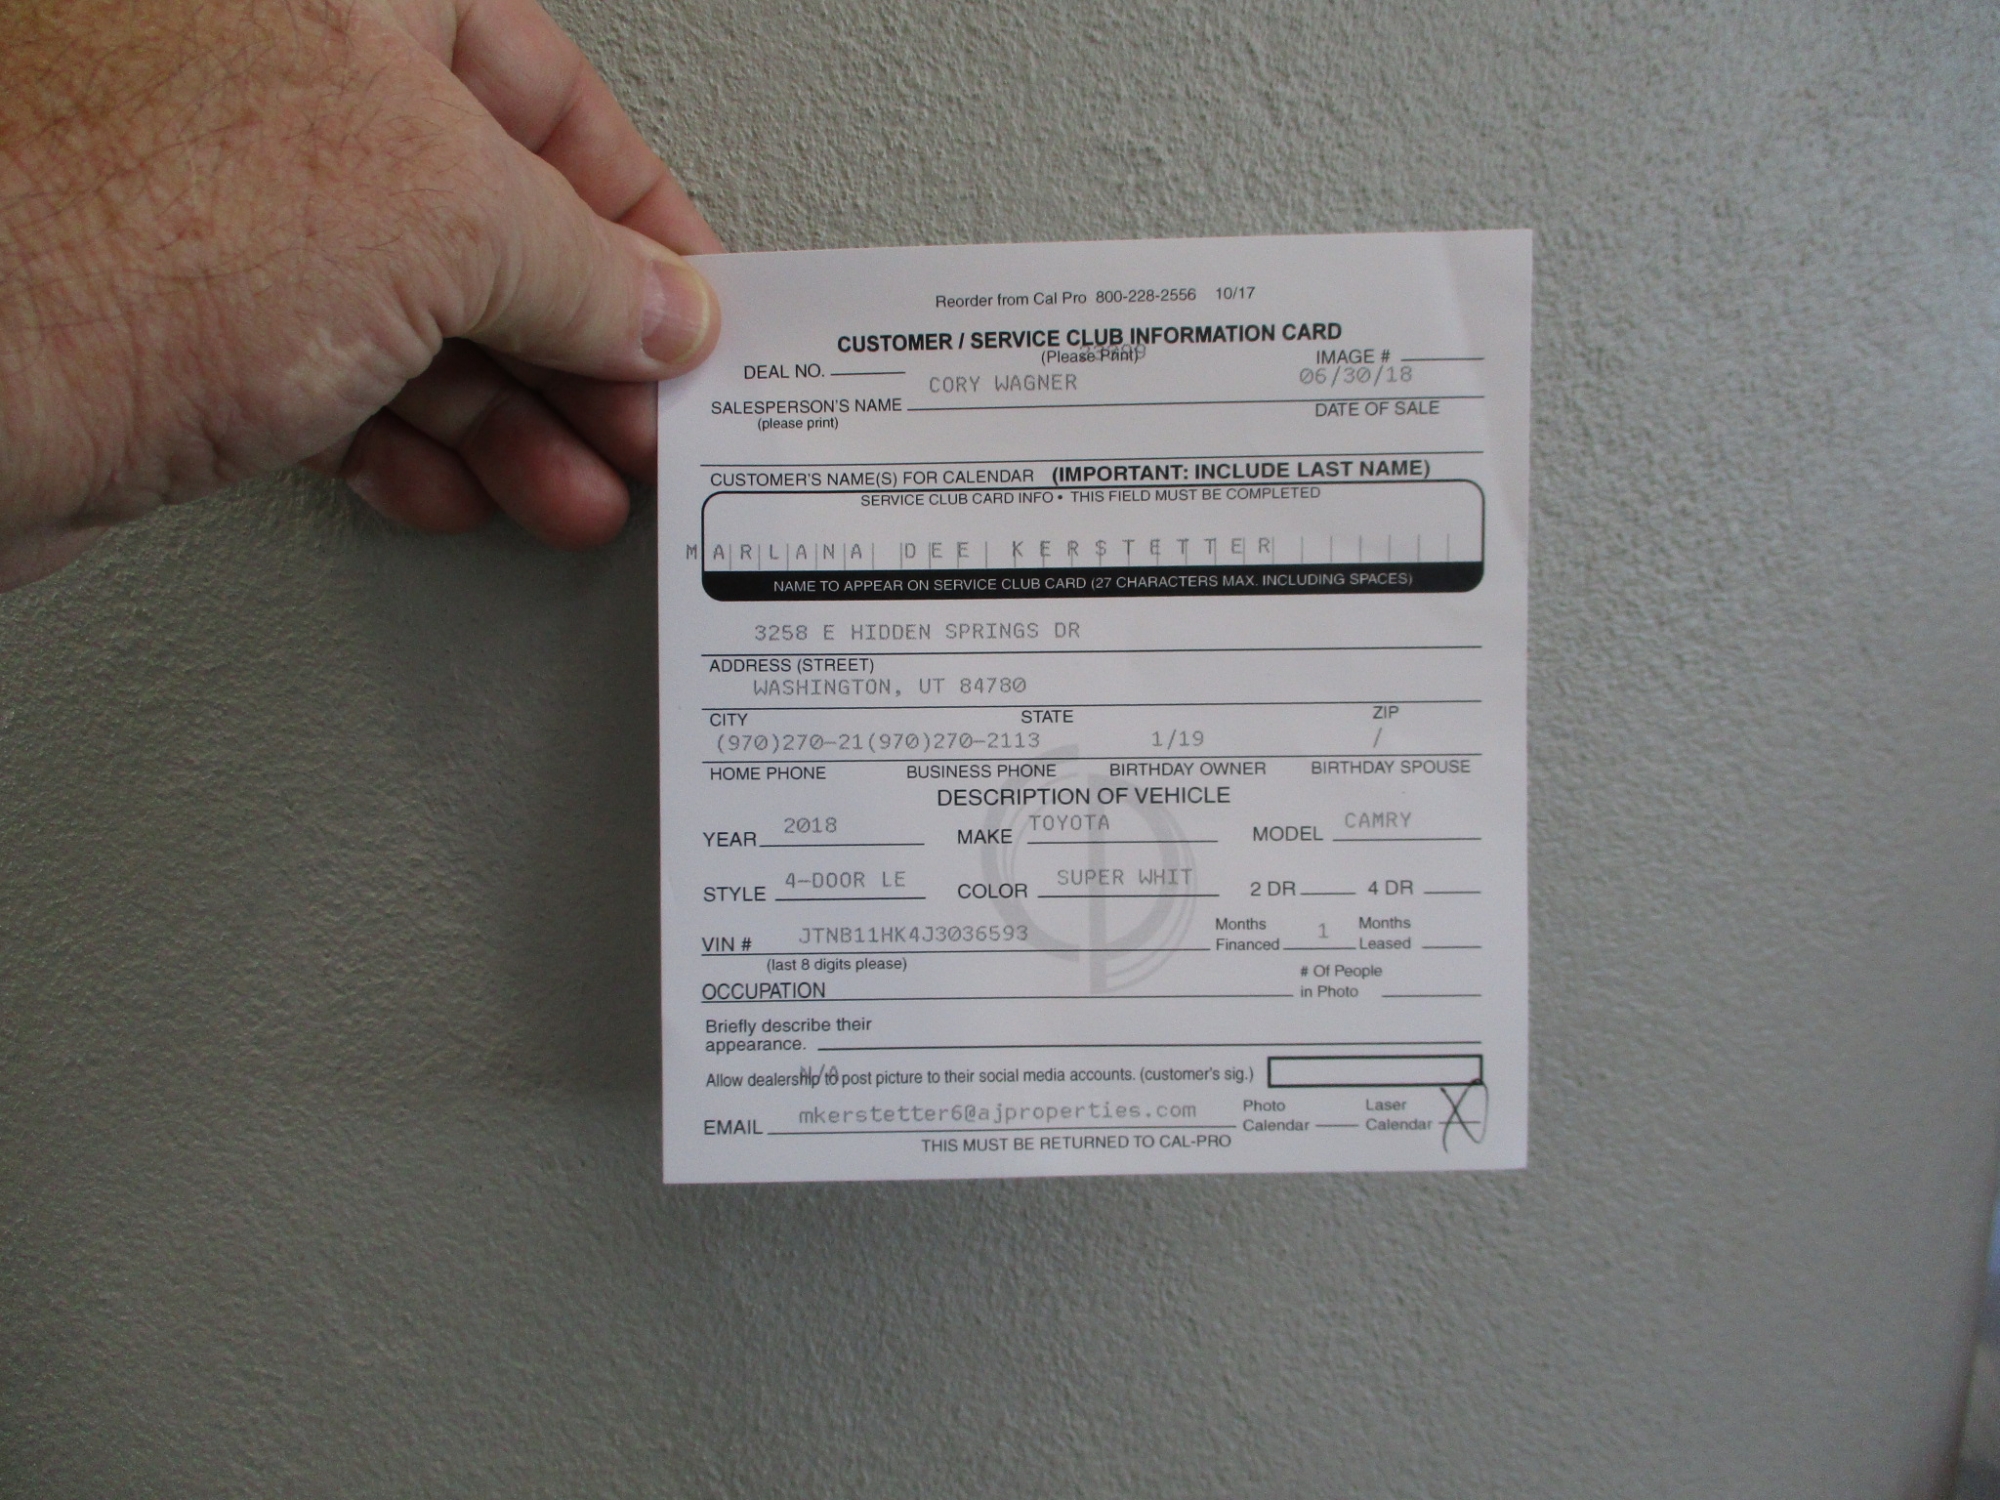 Reorder from Cal Pro 800-228-2556 10/17
CUSTOMER / SERVICE CLUB INFORMATION CARD
(Please Print)
DEAL NO. IMAGE #
CORY WAGNER 06/30/18
SALESPERSON'S NAME DATE OF SALE
(please print)
CUSTOMER'S NAME(S) FOR CALENDAR (IMPORTANT: INCLUDE LAST NAME)
SERVICE CLUB CARD INFO • THIS FIELD MUST BE COMPLETED
MARLANA DEE KERSTETTER
NAME TO APPEAR ON SERVICE CLUB CARD (27 CHARACTERS MAX. INCLUDING SPACES)
3258 E HIDDEN SPRINGS DR
ADDRESS (STREET)
WASHINGTON, UT 84780
CITY STATE ZIP
(970)270-21(970)270-2113 1/19 /
HOME PHONE BUSINESS PHONE BIRTHDAY OWNER BIRTHDAY SPOUSE
DESCRIPTION OF VEHICLE
YEAR 2018 MAKE TOYOTA MODEL CAMRY
STYLE 4-DOOR LE COLOR SUPER WHIT 2 DR 4 DR
VIN # JTNB11HK4J3036593 Months Financed 1 Months Leased
(last 8 digits please)
OCCUPATION # Of People in Photo
Briefly describe their
appearance.
N/A
Allow dealership to post picture to their social media accounts. (customer's sig.)
EMAIL mkerstetter6@ajproperties.com Photo Calendar Laser Calendar X
THIS MUST BE RETURNED TO CAL-PRO